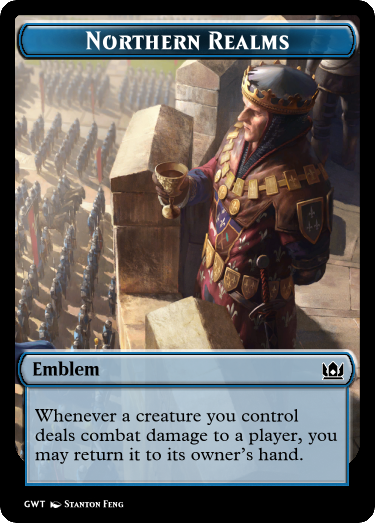 Northern Realms
Emblem
Whenever a creature you control
deals combat damage to a player, you
may return it to its owner's hand.
GWT Stanton Feng